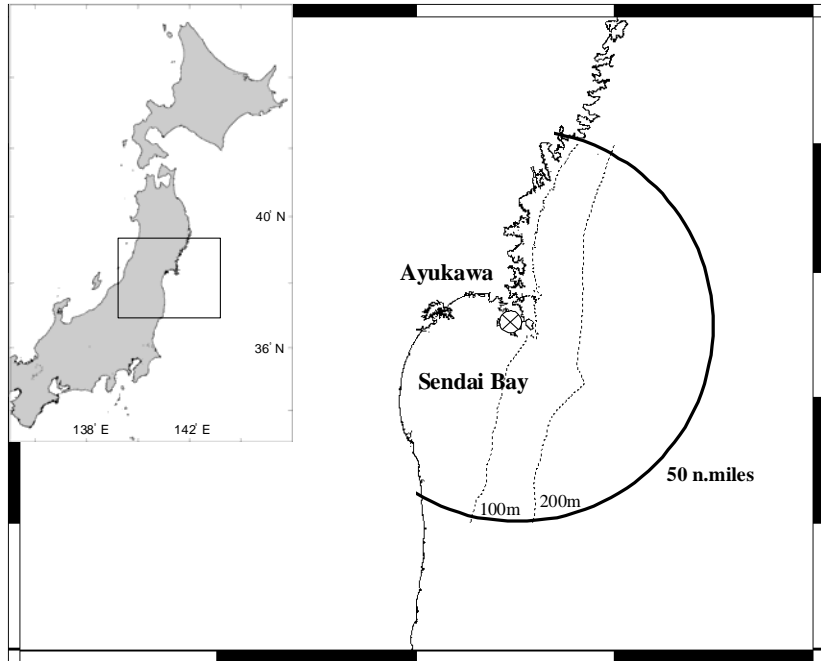 40° N
36° N
138° E
142° E
Ayukawa
Sendai Bay
50 n.miles
100m
200m